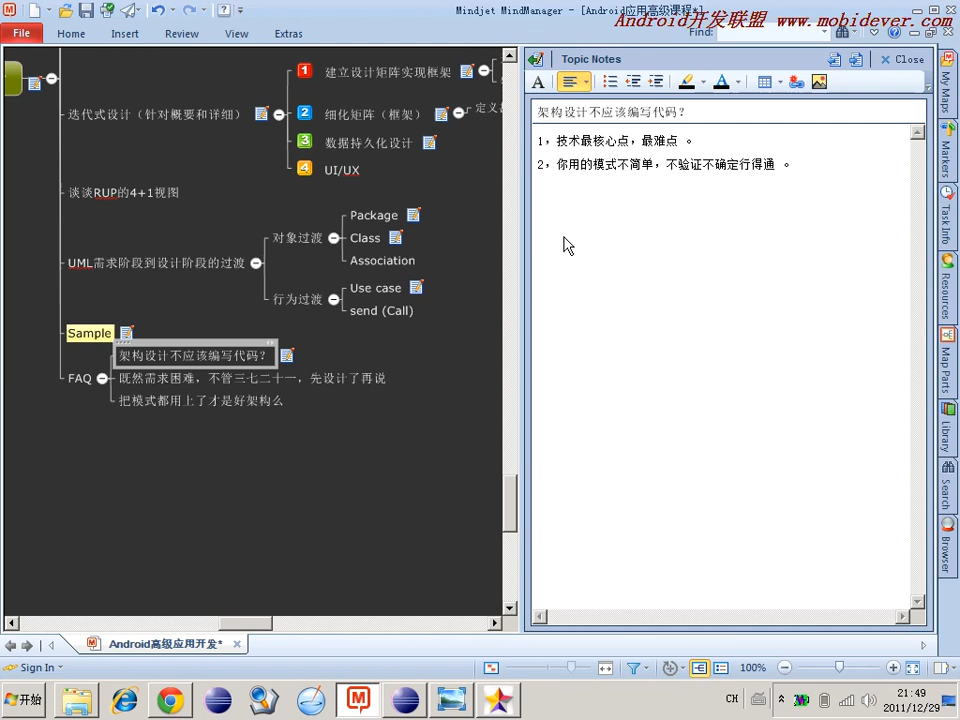 Mindjet MindManager - [Android应用高级课程*]
Android开发联盟 www.mobidever.com
File
Home
Insert
Review
View
Extras
Find:
Topic Notes
Close
架构设计不应该编写代码?
1,技术最核心点,最难点 。
2,你用的模式不简单,不验证不确定行得通 。
1 建立设计矩阵实现框架
迭代式设计(针对概要和详细)
2 细化矩阵(框架)
定义
3 数据持久化设计
4 UI/UX
谈谈RUP的4+1视图
Package
对象过渡
Class
Association
UML需求阶段到设计阶段的过渡
Use case
行为过渡
send (Call)
Sample
架构设计不应该编写代码?
FAQ
既然需求困难,不管三七二十一,先设计了再说
把模式都用上了才是好架构么
My Maps
Markers
Task Info
Resources
Map Parts
Library
Search
Browser
Android高级应用开发*
Sign In
100%
开始
CH
21:49
2011/12/29